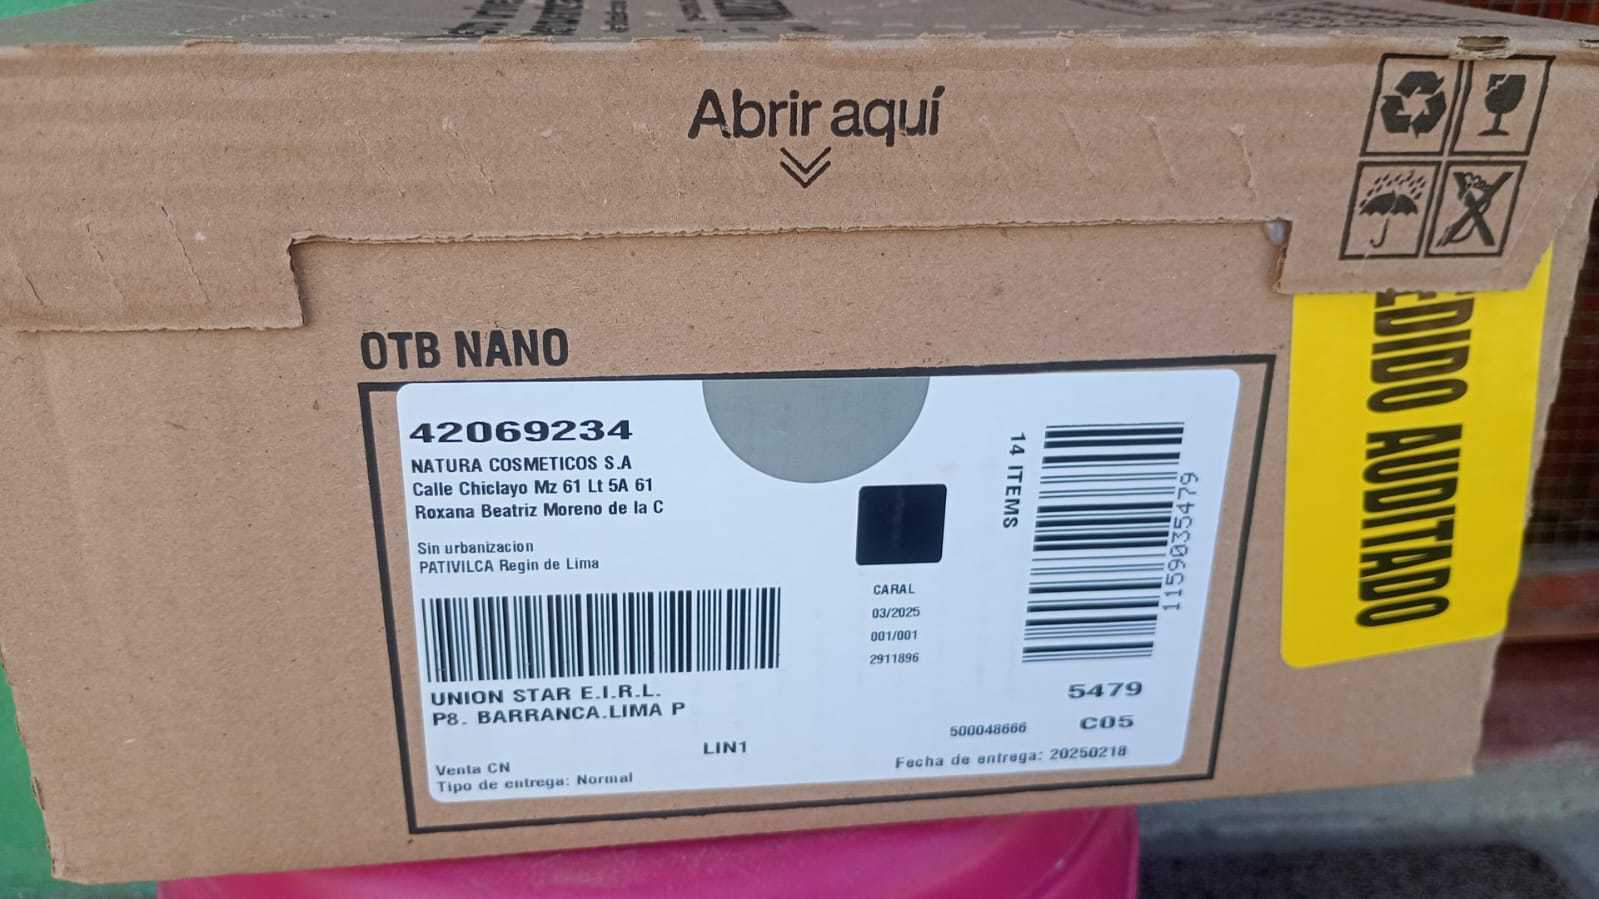 Abrir aquí
OTB NANO
42069234
NATURA COSMETICOS S.A
Calle Chiclayo Mz 61 Lt 5A 61
Roxana Beatriz Moreno de la C
Sin urbanizacion
PATIVILCA Regin de Lima
UNION STAR E.I.R.L.
P8. BARRANCA.LIMA P
LIN1
Venta CN
Tipo de entrega: Normal
CARAL
03/2025
001/001
2911896
14 ITEMS
1159035479
5479
500048666
C05
Fecha de entrega: 20250218
EDIDO AUDITADO